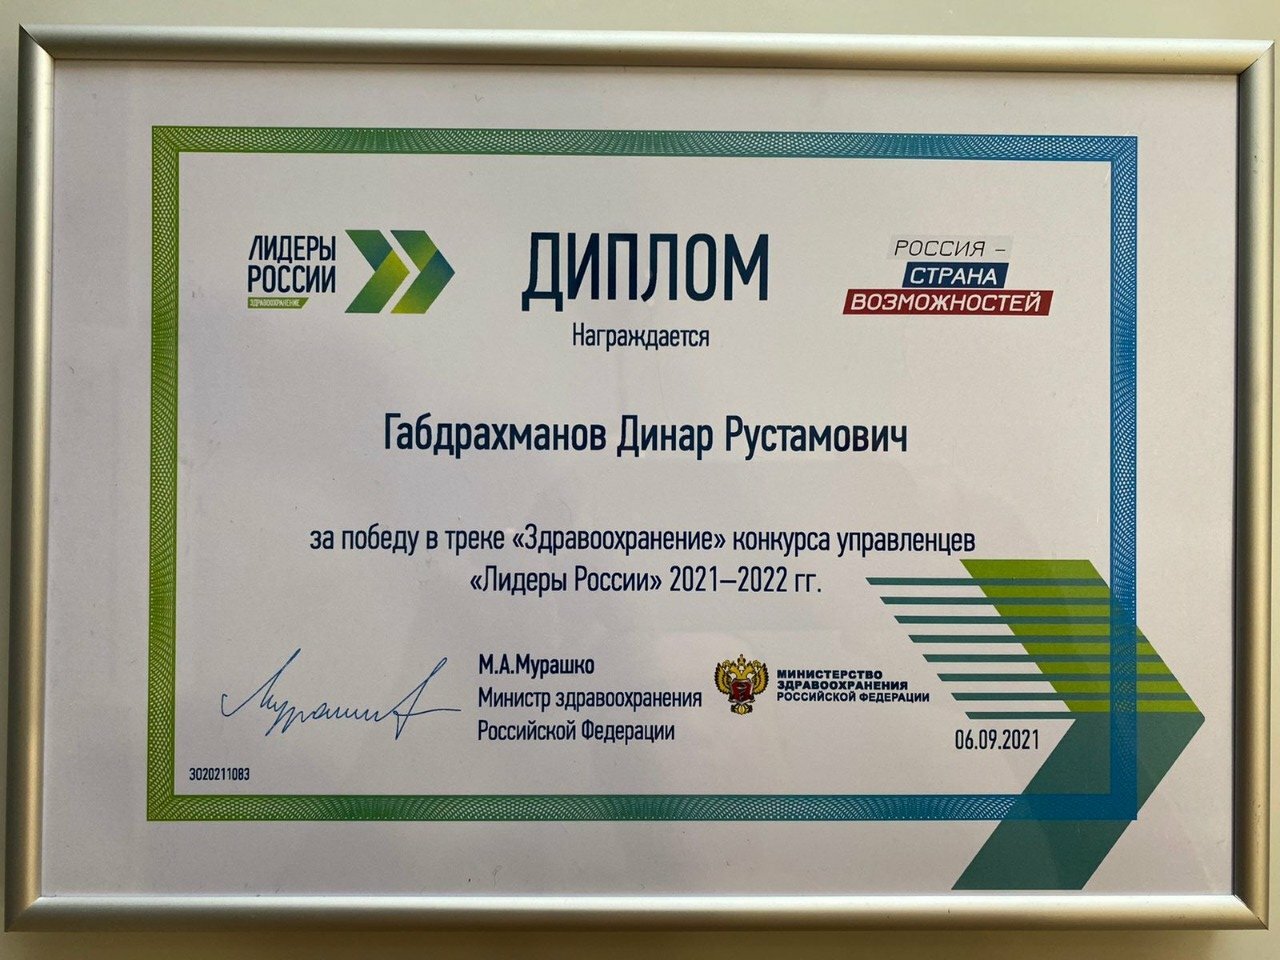 ЛИДЕРЫ
РОССИИ
ЗДРАВООХРАНЕНИЕ
ДИПЛОМ
Награждается
РОССИЯ –
СТРАНА
ВОЗМОЖНОСТЕЙ
Габдрахманов Динар Рустамович
за победу в треке «Здравоохранение» конкурса управленцев
«Лидеры России» 2021–2022 гг.
М.А.Мурашко
Министр здравоохранения
Российской Федерации
МИНИСТЕРСТВО
ЗДРАВООХРАНЕНИЯ
РОССИЙСКОЙ ФЕДЕРАЦИИ
06.09.2021
ЗО20211083